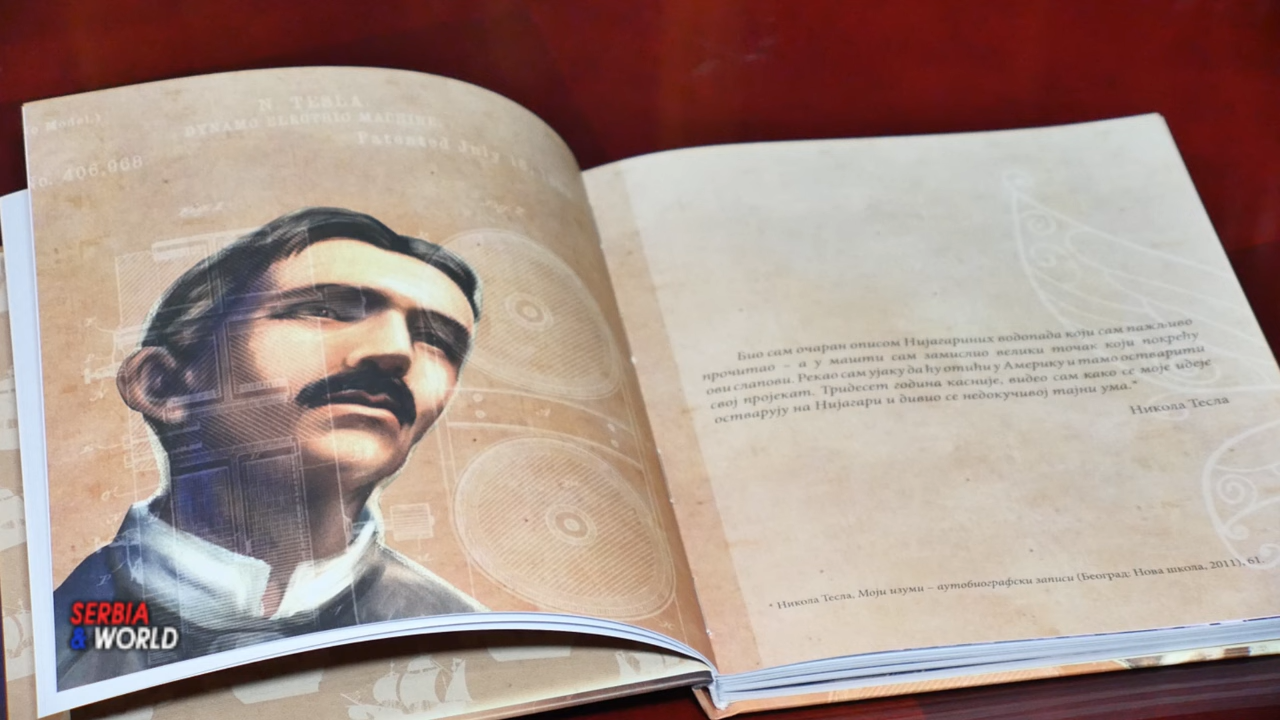 e Model.)
N. TESLA.
DYNAMO ELECTRIC MACHINE.
No. 406,968
Patented July 16,
Био сам очаран описом Нијагариних водопада који сам пажљиво
прочитао – а у машти сам замислио велики точак који покрећу
ови слапови. Рекао сам ујаку да ћу отићи у Америку и тамо остварити
свој пројекат. Тридесет година касније, видео сам како се моје идеје
остварују на Нијагари и дивио се недокучивој тајни ума.*
Никола Тесла
* Никола Тесла, Моји изуми – аутобиографски записи (Београд: Нова школа, 2011), 61.
SERBIA
& WORLD